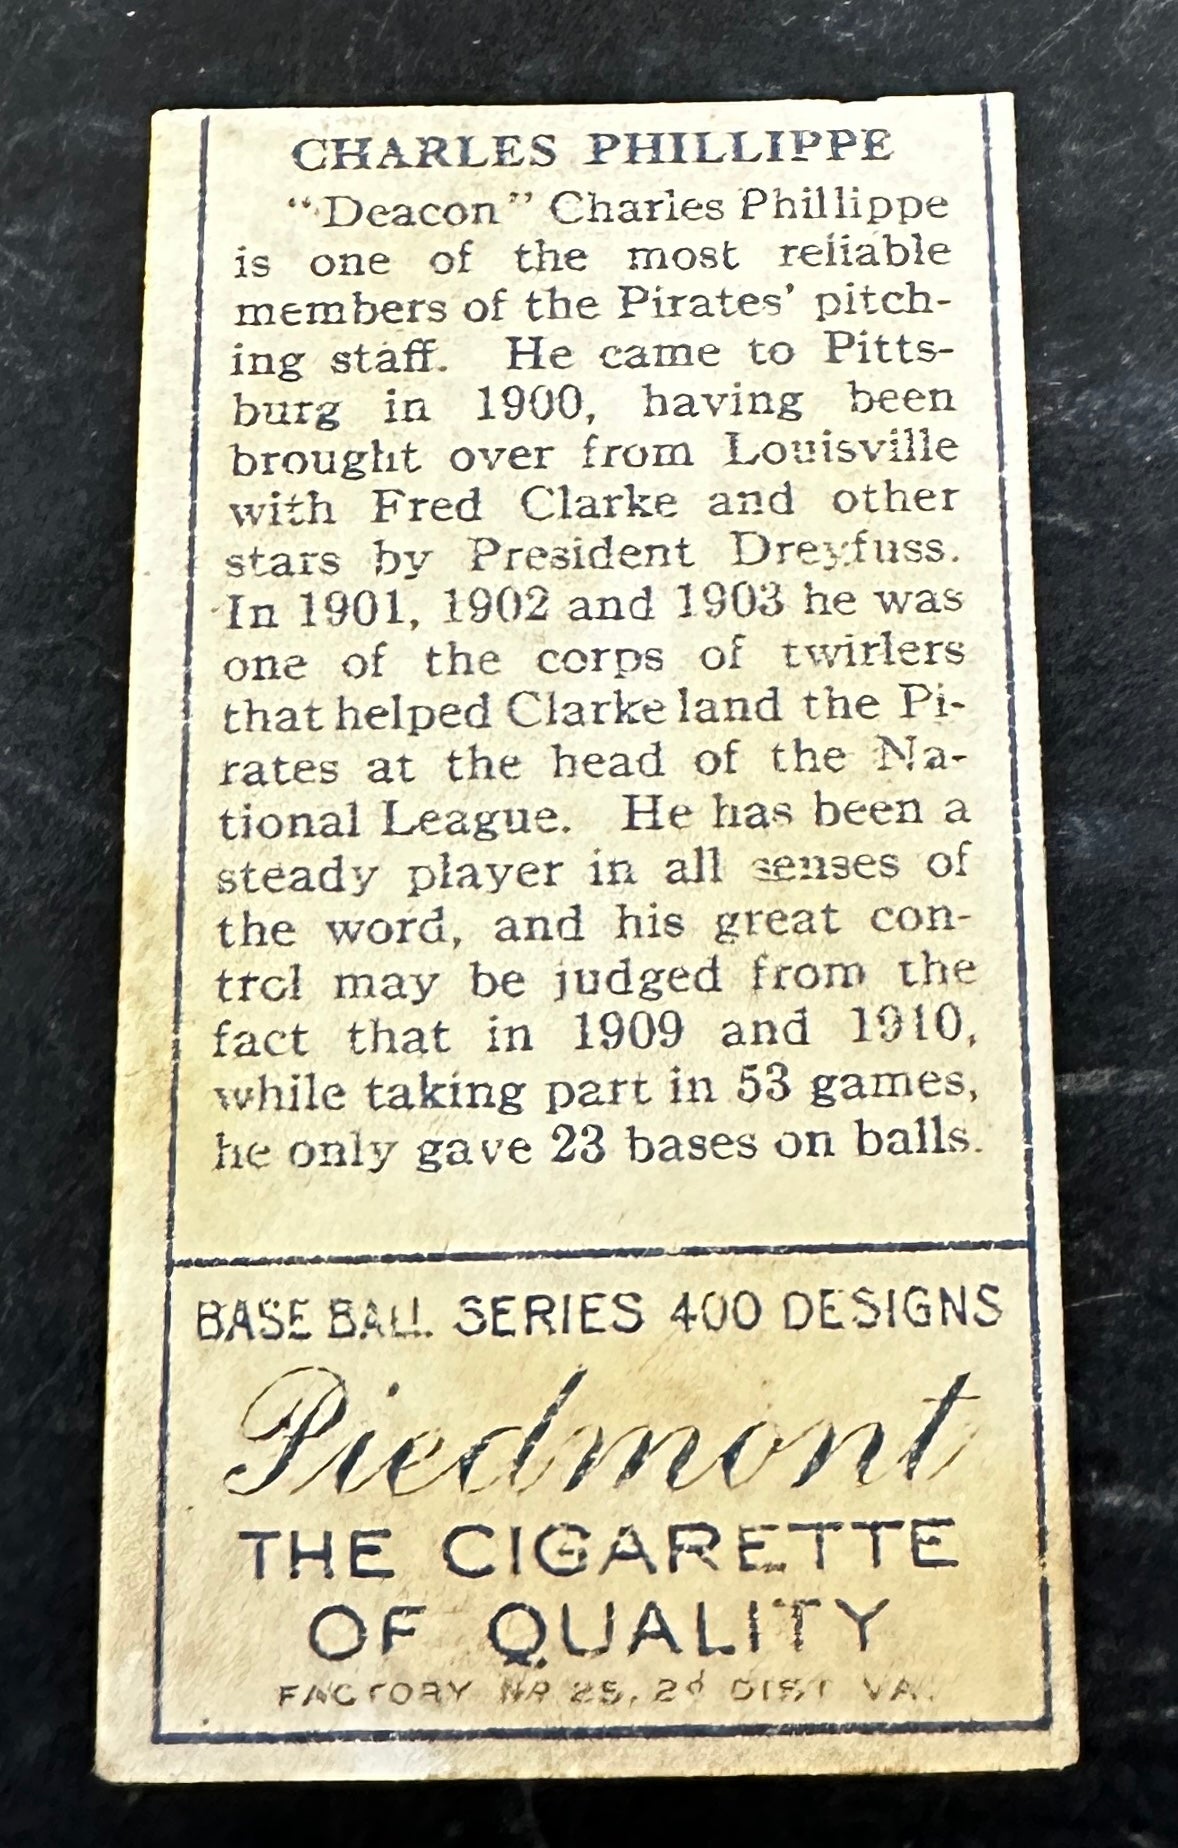 CHARLES PHILLIPPE
"Deacon" Charles Phillippe
is one of the most reliable
members of the Pirates' pitch-
ing staff. He came to Pitts-
burg in 1900, having been
brought over from Louisville
with Fred Clarke and other
stars by President Dreyfuss.
In 1901, 1902 and 1903 he was
one of the corps of twirlers
that helped Clarke land the Pi-
rates at the head of the Na-
tional League. He has been a
steady player in all senses of
the word, and his great con-
trol may be judged from the
fact that in 1909 and 1910,
while taking part in 53 games,
he only gave 23 bases on balls.
BASE BALL SERIES 400 DESIGNS
Piedmont
THE CIGARETTE
OF QUALITY
FACTORY No 25, 2d DIST VA.